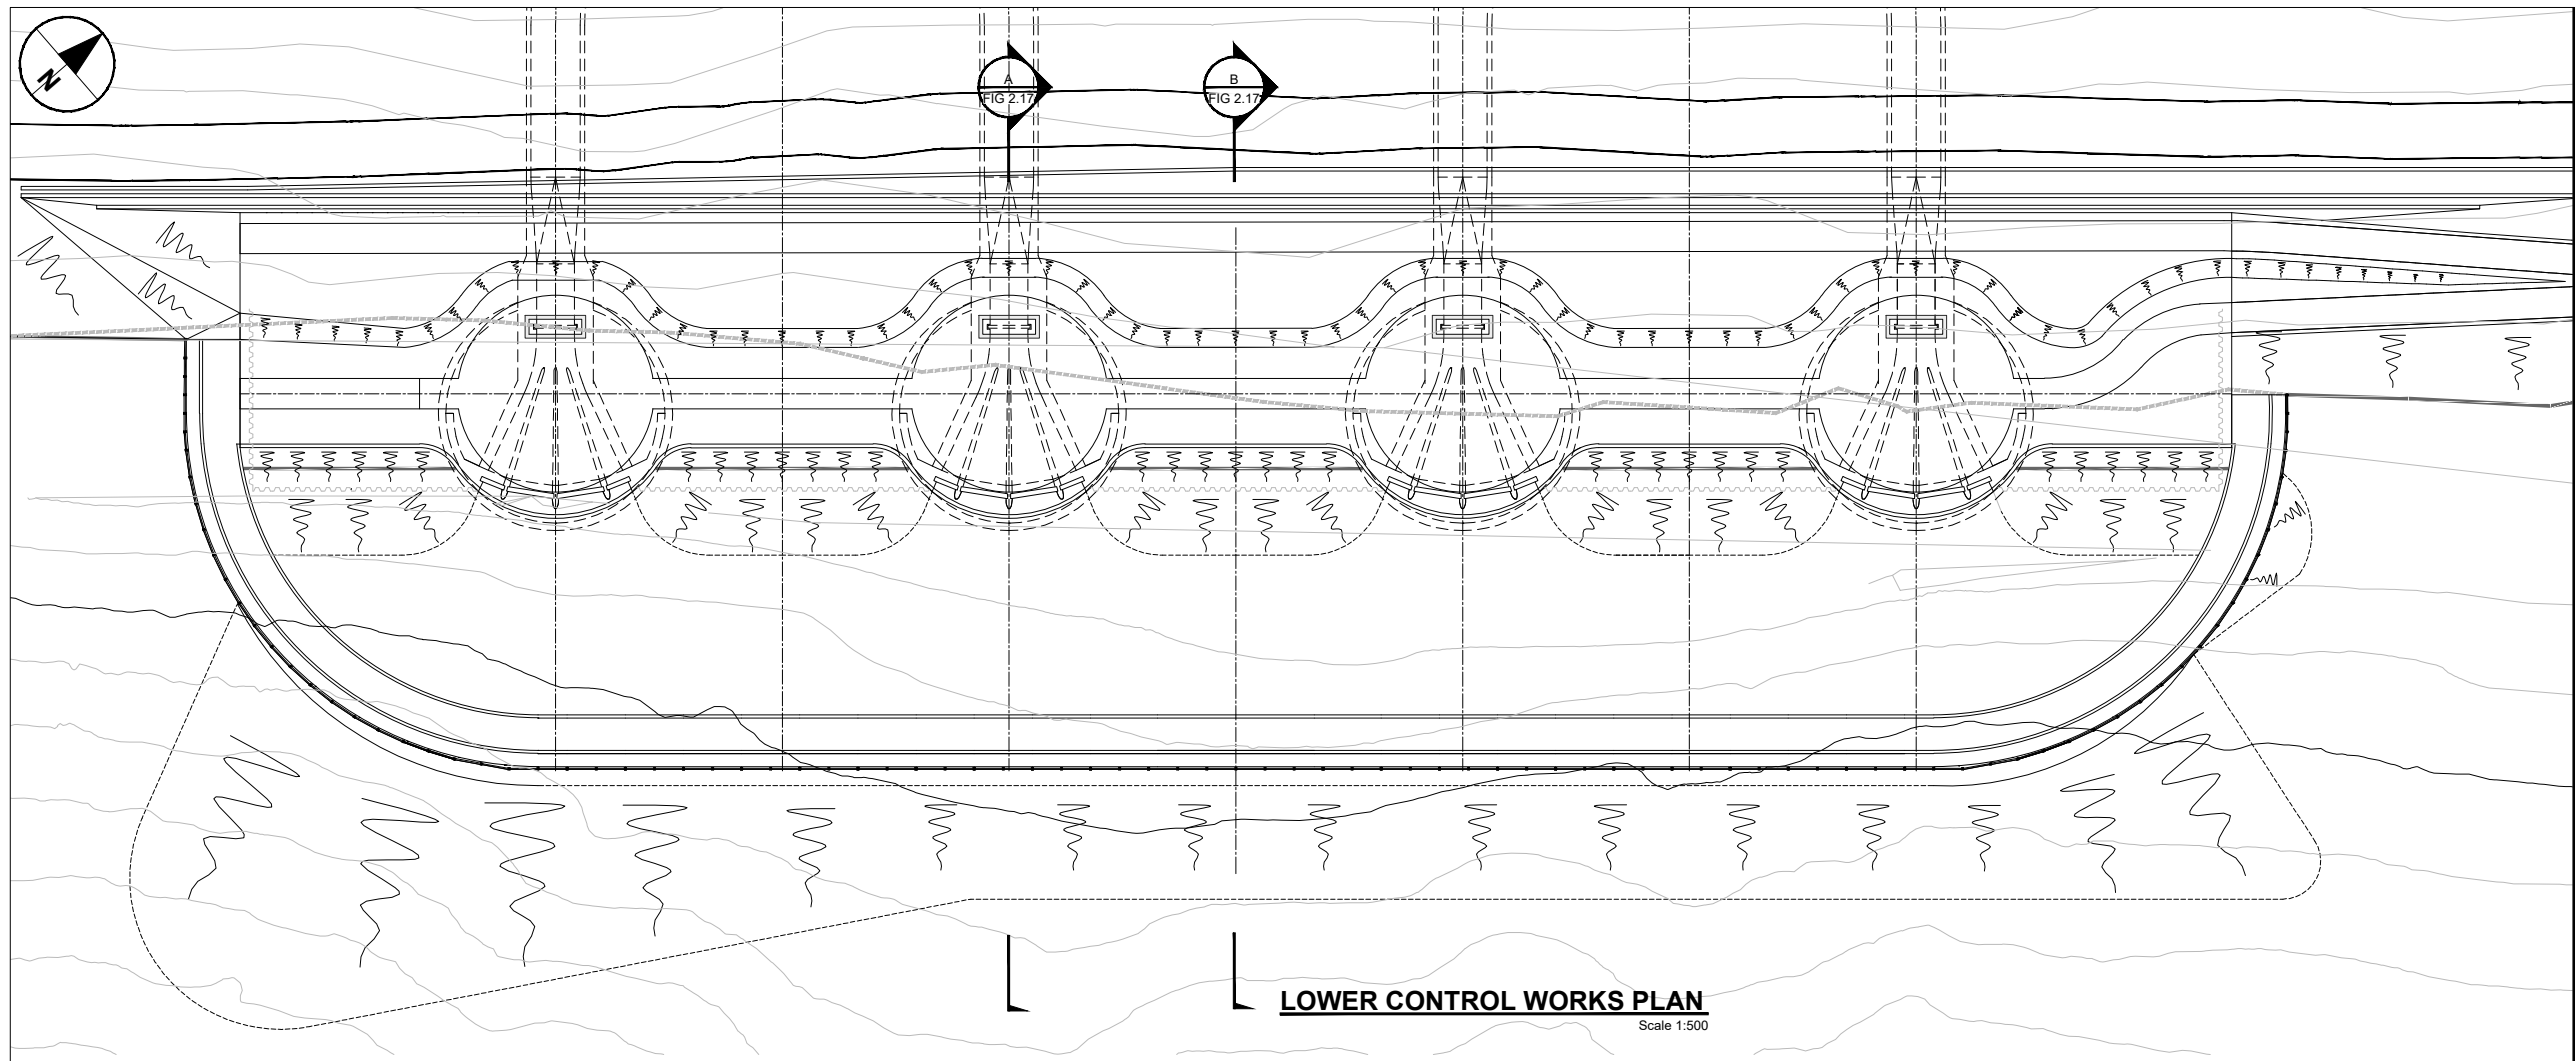 N
A
FIG 2.17
B
FIG 2.17
LOWER CONTROL WORKS PLAN
Scale 1:500